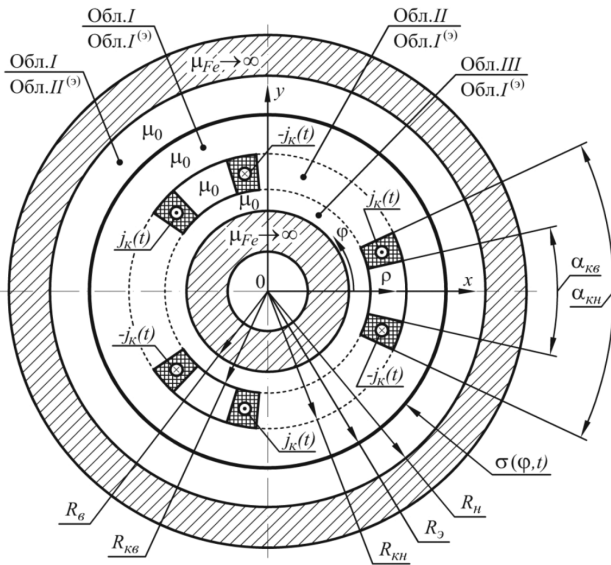 Обл.I
Обл.I⁽ᵊ⁾
Обл.II
Обл.I⁽ᵊ⁾
Обл.I
Обл.II⁽ᵊ⁾
Обл.III
Обл.I⁽ᵊ⁾
μFe→∞
y
μ₀
-jк(t)
μ₀
μ₀
jк(t)
μ₀
jк(t)
μFe→∞
φ
αкв
0
ρ
x
αкн
-jк(t)
-jк(t)
jк(t)
σ(φ,t)
Rв
Rн
Rэ
Rкв
Rкн